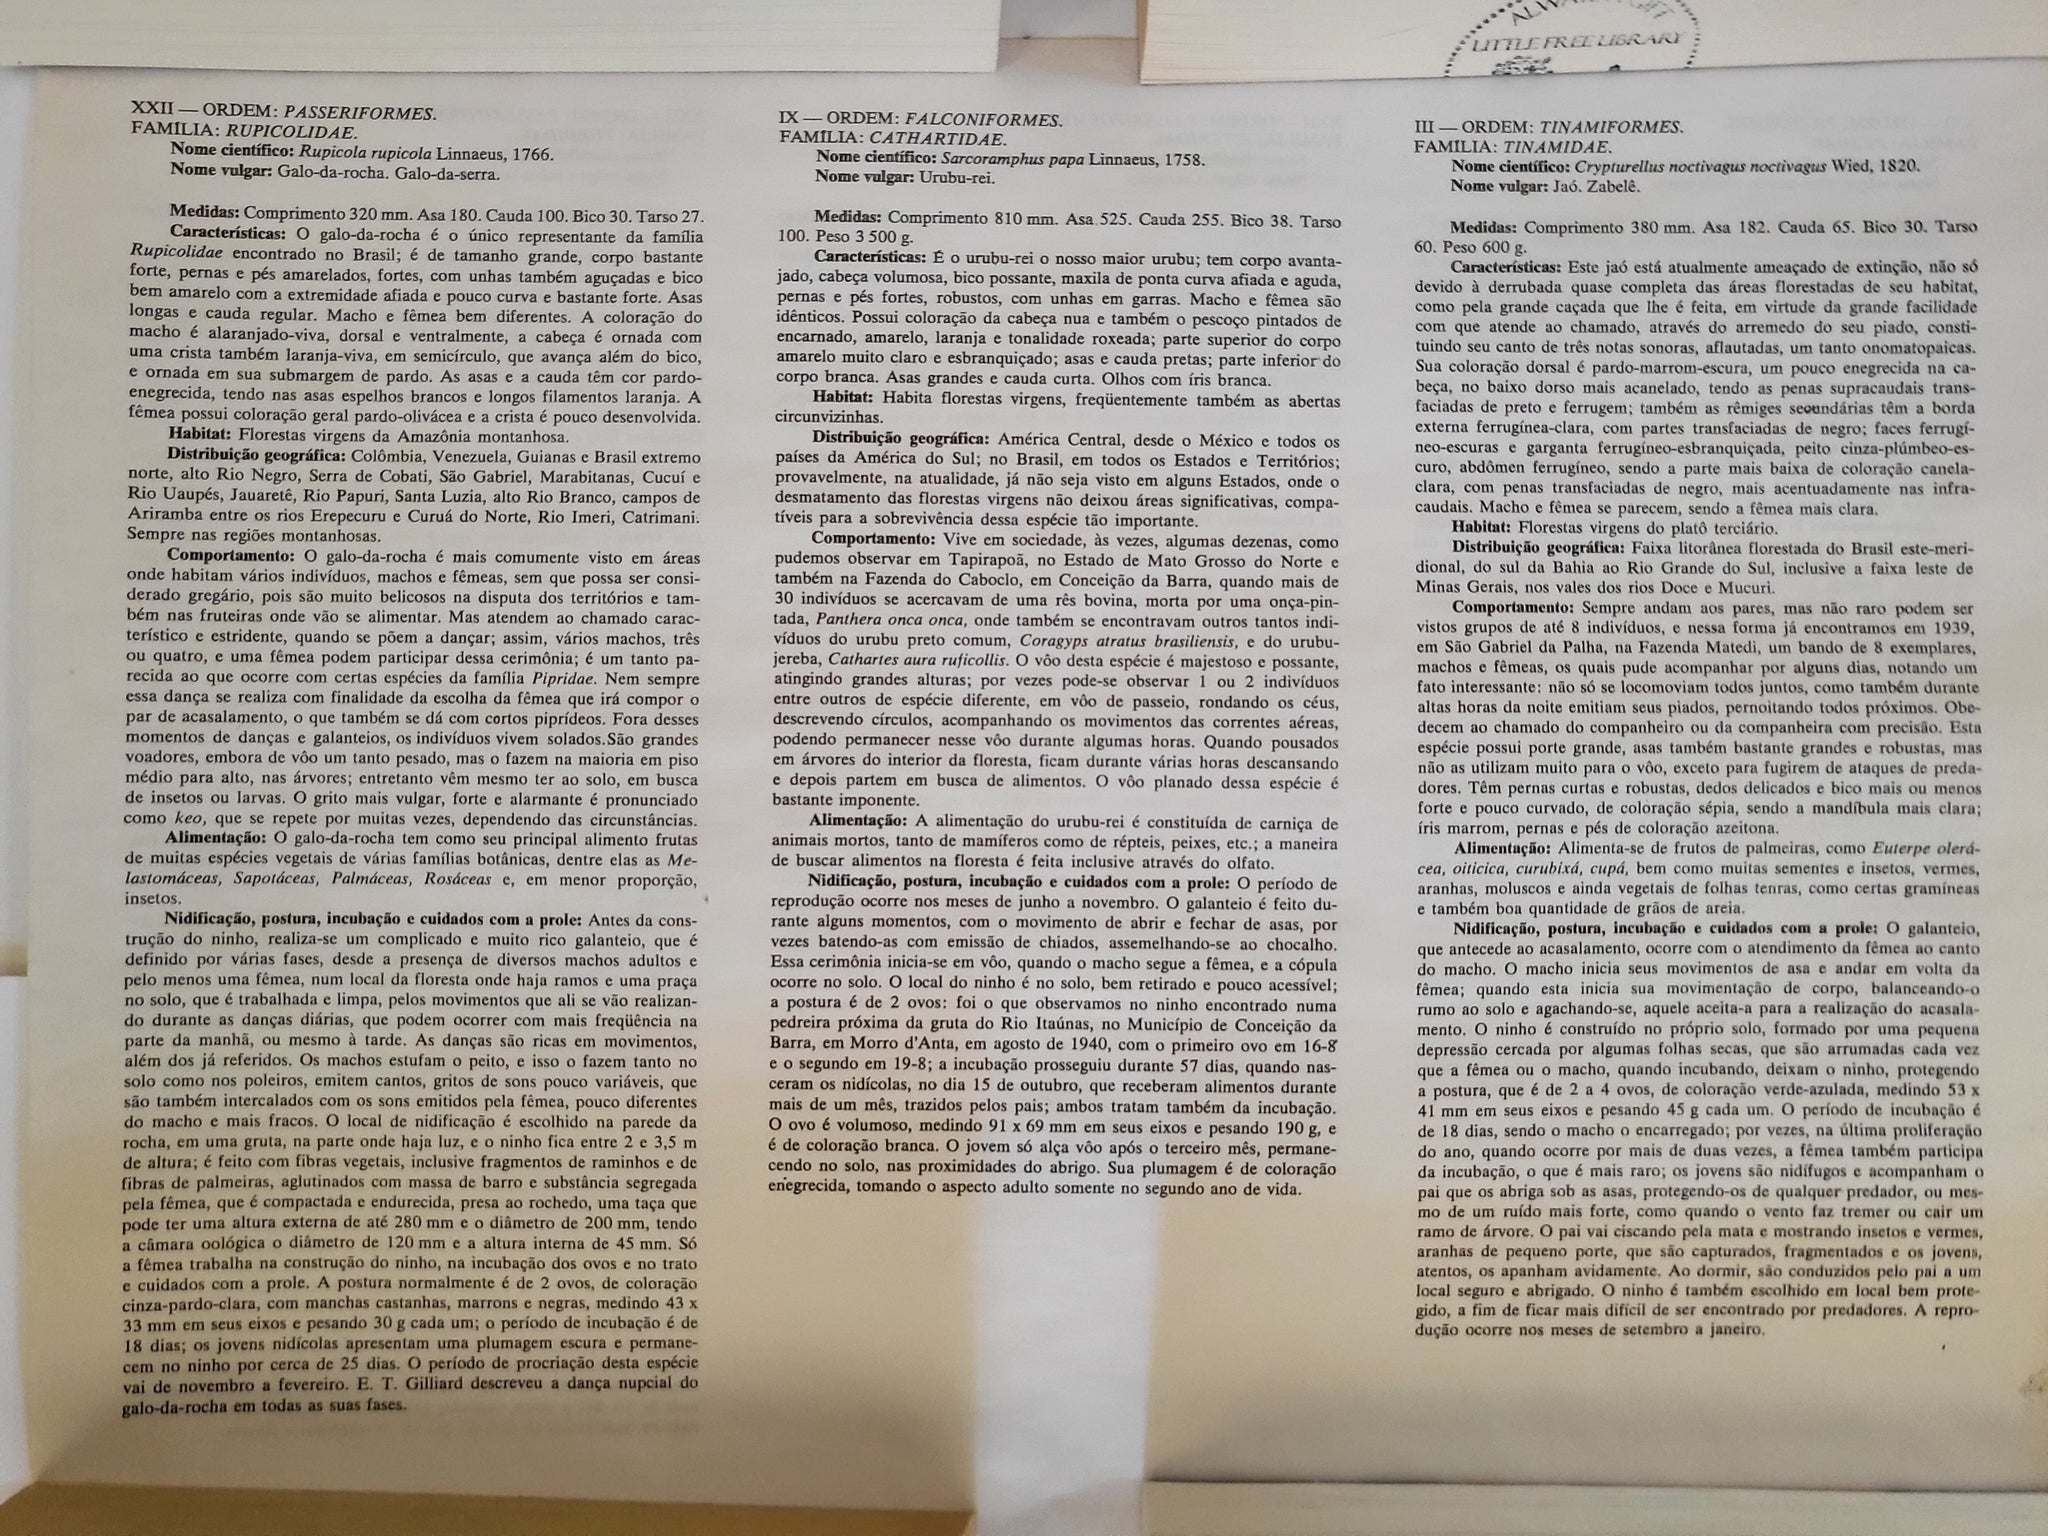 ALWAYS A GIFT
LITTLE FREE LIBRARY
XXII — ORDEM: PASSERIFORMES.
FAMÍLIA: RUPICOLIDAE.
Nome científico: Rupicola rupicola Linnaeus, 1766.
Nome vulgar: Galo-da-rocha. Galo-da-serra.
Medidas: Comprimento 320 mm. Asa 180. Cauda 100. Bico 30. Tarso 27.
Características: O galo-da-rocha é o único representante da família
Rupicolidae encontrado no Brasil; é de tamanho grande, corpo bastante
forte, pernas e pés amarelados, fortes, com unhas também aguçadas e bico
bem amarelo com a extremidade afiada e pouco curva e bastante forte. Asas
longas e cauda regular. Macho e fêmea bem diferentes. A coloração do
macho é alaranjado-viva, dorsal e ventralmente, a cabeça é ornada com
uma crista também laranja-viva, em semicírculo, que avança além do bico,
e ornada em sua submargem de pardo. As asas e a cauda têm cor pardo-
enegrecida, tendo nas asas espelhos brancos e longos filamentos laranja. A
fêmea possui coloração geral pardo-olivácea e a crista é pouco desenvolvida.
Habitat: Florestas virgens da Amazônia montanhosa.
Distribuição geográfica: Colômbia, Venezuela, Guianas e Brasil extremo
norte, alto Rio Negro, Serra de Cobati, São Gabriel, Marabitanas, Cucuí e
Rio Uaupés, Jauaretê, Rio Papuri, Santa Luzia, alto Rio Branco, campos de
Ariramba entre os rios Erepecuru e Curuá do Norte, Rio Imeri, Catrimani.
Sempre nas regiões montanhosas.
Comportamento: O galo-da-rocha é mais comumente visto em áreas
onde habitam vários indivíduos, machos e fêmeas, sem que possa ser consi-
derado gregário, pois são muito belicosos na disputa dos territórios e tam-
bém nas fruteiras onde vão se alimentar. Mas atendem ao chamado carac-
terístico e estridente, quando se põem a dançar; assim, vários machos, três
ou quatro, e uma fêmea podem participar dessa cerimônia; é um tanto pa-
recida ao que ocorre com certas espécies da família Pipridae. Nem sempre
essa dança se realiza com finalidade da escolha da fêmea que irá compor o
par de acasalamento, o que também se dá com cortos piprídeos. Fora desses
momentos de danças e galanteios, os indivíduos vivem solados.São grandes
voadores, embora de vôo um tanto pesado, mas o fazem na maioria em piso
médio para alto, nas árvores; entretanto vêm mesmo ter ao solo, em busca
de insetos ou larvas. O grito mais vulgar, forte e alarmante é pronunciado
como keo, que se repete por muitas vezes, dependendo das circunstâncias.
Alimentação: O galo-da-rocha tem como seu principal alimento frutas
de muitas espécies vegetais de várias famílias botânicas, dentre elas as Me-
lastomáceas, Sapotáceas, Palmáceas, Rosáceas e, em menor proporção,
insetos.
Nidificação, postura, incubação e cuidados com a prole: Antes da cons-
trução do ninho, realiza-se um complicado e muito rico galanteio, que é
definido por várias fases, desde a presença de diversos machos adultos e
pelo menos uma fêmea, num local da floresta onde haja ramos e uma praça
no solo, que é trabalhada e limpa, pelos movimentos que ali se vão realizan-
do durante as danças diárias, que podem ocorrer com mais freqüência na
parte da manhã, ou mesmo à tarde. As danças são ricas em movimentos,
além dos já referidos. Os machos estufam o peito, e isso o fazem tanto no
solo como nos poleiros, emitem cantos, gritos de sons pouco variáveis, que
são também intercalados com os sons emitidos pela fêmea, pouco diferentes
do macho e mais fracos. O local de nidificação é escolhido na parede da
rocha, em uma gruta, na parte onde haja luz, e o ninho fica entre 2 e 3,5 m
de altura; é feito com fibras vegetais, inclusive fragmentos de raminhos e de
fibras de palmeiras, aglutinados com massa de barro e substância segregada
pela fêmea, que é compactada e endurecida, presa ao rochedo, uma taça que
pode ter uma altura externa de até 280 mm e o diâmetro de 200 mm, tendo
a câmara oológica o diâmetro de 120 mm e a altura interna de 45 mm. Só
a fêmea trabalha na construção do ninho, na incubação dos ovos e no trato
e cuidados com a prole. A postura normalmente é de 2 ovos, de coloração
cinza-pardo-clara, com manchas castanhas, marrons e negras, medindo 43 x
33 mm em seus eixos e pesando 30 g cada um; o período de incubação é de
18 dias; os jovens nidícolas apresentam uma plumagem escura e permane-
cem no ninho por cerca de 25 dias. O período de procriação desta espécie
vai de novembro a fevereiro. E. T. Gilliard descreveu a dança nupcial do
galo-da-rocha em todas as suas fases.
IX — ORDEM: FALCONIFORMES.
FAMÍLIA: CATHARTIDAE.
Nome científico: Sarcoramphus papa Linnaeus, 1758.
Nome vulgar: Urubu-rei.
Medidas: Comprimento 810 mm. Asa 525. Cauda 255. Bico 38. Tarso
100. Peso 3 500 g.
Características: É o urubu-rei o nosso maior urubu; tem corpo avanta-
jado, cabeça volumosa, bico possante, maxila de ponta curva afiada e aguda,
pernas e pés fortes, robustos, com unhas em garras. Macho e fêmea são
idênticos. Possui coloração da cabeça nua e também o pescoço pintados de
encarnado, amarelo, laranja e tonalidade roxeada; parte superior do corpo
amarelo muito claro e esbranquiçado; asas e cauda pretas; parte inferior do
corpo branca. Asas grandes e cauda curta. Olhos com íris branca.
Habitat: Habita florestas virgens, freqüentemente também as abertas
circunvizinhas.
Distribuição geográfica: América Central, desde o México e todos os
países da América do Sul; no Brasil, em todos os Estados e Territórios;
provavelmente, na atualidade, já não seja visto em alguns Estados, onde o
desmatamento das florestas virgens não deixou áreas significativas, compa-
tíveis para a sobrevivência dessa espécie tão importante.
Comportamento: Vive em sociedade, às vezes, algumas dezenas, como
pudemos observar em Tapirapoã, no Estado de Mato Grosso do Norte e
também na Fazenda do Caboclo, em Conceição da Barra, quando mais de
30 indivíduos se acercavam de uma rês bovina, morta por uma onça-pin-
tada, Panthera onca onca, onde também se encontravam outros tantos indi-
víduos do urubu preto comum, Coragyps atratus brasiliensis, e do urubu-
jereba, Cathartes aura ruficollis. O vôo desta espécie é majestoso e possante,
atingindo grandes alturas; por vezes pode-se observar 1 ou 2 indivíduos
entre outros de espécie diferente, em vôo de passeio, rondando os céus,
descrevendo círculos, acompanhando os movimentos das correntes aéreas,
podendo permanecer nesse vôo durante algumas horas. Quando pousados
em árvores do interior da floresta, ficam durante várias horas descansando
e depois partem em busca de alimentos. O vôo planado dessa espécie é
bastante imponente.
Alimentação: A alimentação do urubu-rei é constituída de carniça de
animais mortos, tanto de mamíferos como de répteis, peixes, etc.; a maneira
de buscar alimentos na floresta é feita inclusive através do olfato.
Nidificação, postura, incubação e cuidados com a prole: O período de
reprodução ocorre nos meses de junho a novembro. O galanteio é feito du-
rante alguns momentos, com o movimento de abrir e fechar de asas, por
vezes batendo-as com emissão de chiados, assemelhando-se ao chocalho.
Essa cerimônia inicia-se em vôo, quando o macho segue a fêmea, e a cópula
ocorre no solo. O local do ninho é no solo, bem retirado e pouco acessível;
a postura é de 2 ovos: foi o que observamos no ninho encontrado numa
pedreira próxima da gruta do Rio Itaúnas, no Município de Conceição da
Barra, em Morro d'Anta, em agosto de 1940, com o primeiro ovo em 16-8
e o segundo em 19-8; a incubação prosseguiu durante 57 dias, quando nas-
ceram os nidícolas, no dia 15 de outubro, que receberam alimentos durante
mais de um mês, trazidos pelos pais; ambos tratam também da incubação.
O ovo é volumoso, medindo 91 x 69 mm em seus eixos e pesando 190 g, e
é de coloração branca. O jovem só alça vôo após o terceiro mês, permane-
cendo no solo, nas proximidades do abrigo. Sua plumagem é de coloração
enegrecida, tomando o aspecto adulto somente no segundo ano de vida.
III — ORDEM: TINAMIFORMES.
FAMÍLIA: TINAMIDAE.
Nome científico: Crypturellus noctivagus noctivagus Wied, 1820.
Nome vulgar: Jaó. Zabelê.
Medidas: Comprimento 380 mm. Asa 182. Cauda 65. Bico 30. Tarso
60. Peso 600 g.
Características: Este jaó está atualmente ameaçado de extinção, não só
devido à derrubada quase completa das áreas florestadas de seu habitat,
como pela grande caçada que lhe é feita, em virtude da grande facilidade
com que atende ao chamado, através do arremedo do seu piado, consti-
tuindo seu canto de três notas sonoras, aflautadas, um tanto onomatopaicas.
Sua coloração dorsal é pardo-marrom-escura, um pouco enegrecida na ca-
beça, no baixo dorso mais acanelado, tendo as penas supracaudais trans-
faciadas de preto e ferrugem; também as rêmiges secundárias têm a borda
externa ferrugínea-clara, com partes transfaciadas de negro; faces ferrugí-
neo-escuras e garganta ferrugíneo-esbranquiçada, peito cinza-plúmbeo-es-
curo, abdômen ferrugíneo, sendo a parte mais baixa de coloração canela-
clara, com penas transfaciadas de negro, mais acentuadamente nas infra-
caudais. Macho e fêmea se parecem, sendo a fêmea mais clara.
Habitat: Florestas virgens do platô terciário.
Distribuição geográfica: Faixa litorânea florestada do Brasil este-meri-
dional, do sul da Bahia ao Rio Grande do Sul, inclusive a faixa leste de
Minas Gerais, nos vales dos rios Doce e Mucuri.
Comportamento: Sempre andam aos pares, mas não raro podem ser
vistos grupos de até 8 indivíduos, e nessa forma já encontramos em 1939,
em São Gabriel da Palha, na Fazenda Matedi, um bando de 8 exemplares,
machos e fêmeas, os quais pude acompanhar por alguns dias, notando um
fato interessante: não só se locomoviam todos juntos, como também durante
altas horas da noite emitiam seus piados, pernoitando todos próximos. Obe-
decem ao chamado do companheiro ou da companheira com precisão. Esta
espécie possui porte grande, asas também bastante grandes e robustas, mas
não as utilizam muito para o vôo, exceto para fugirem de ataques de preda-
dores. Têm pernas curtas e robustas, dedos delicados e bico mais ou menos
forte e pouco curvado, de coloração sépia, sendo a mandíbula mais clara;
íris marrom, pernas e pés de coloração azeitona.
Alimentação: Alimenta-se de frutos de palmeiras, como Euterpe olerá-
cea, oiticica, curubixá, cupá, bem como muitas sementes e insetos, vermes,
aranhas, moluscos e ainda vegetais de folhas tenras, como certas gramíneas
e também boa quantidade de grãos de areia.
Nidificação, postura, incubação e cuidados com a prole: O galanteio,
que antecede ao acasalamento, ocorre com o atendimento da fêmea ao canto
do macho. O macho inicia seus movimentos de asa e andar em volta da
fêmea; quando esta inicia sua movimentação de corpo, balanceando-o
rumo ao solo e agachando-se, aquele aceita-a para a realização do acasala-
mento. O ninho é construído no próprio solo, formado por uma pequena
depressão cercada por algumas folhas secas, que são arrumadas cada vez
que a fêmea ou o macho, quando incubando, deixam o ninho, protegendo
a postura, que é de 2 a 4 ovos, de coloração verde-azulada, medindo 53 x
41 mm em seus eixos e pesando 45 g cada um. O período de incubação é
de 18 dias, sendo o macho o encarregado; por vezes, na última proliferação
do ano, quando ocorre por mais de duas vezes, a fêmea também participa
da incubação, o que é mais raro; os jovens são nidífugos e acompanham o
pai que os abriga sob as asas, protegendo-os de qualquer predador, ou mes-
mo de um ruído mais forte, como quando o vento faz tremer ou cair um
ramo de árvore. O pai vai ciscando pela mata e mostrando insetos e vermes,
aranhas de pequeno porte, que são capturados, fragmentados e os jovens,
atentos, os apanham avidamente. Ao dormir, são conduzidos pelo pai a um
local seguro e abrigado. O ninho é também escolhido em local bem prote-
gido, a fim de ficar mais difícil de ser encontrado por predadores. A repro-
dução ocorre nos meses de setembro a janeiro.